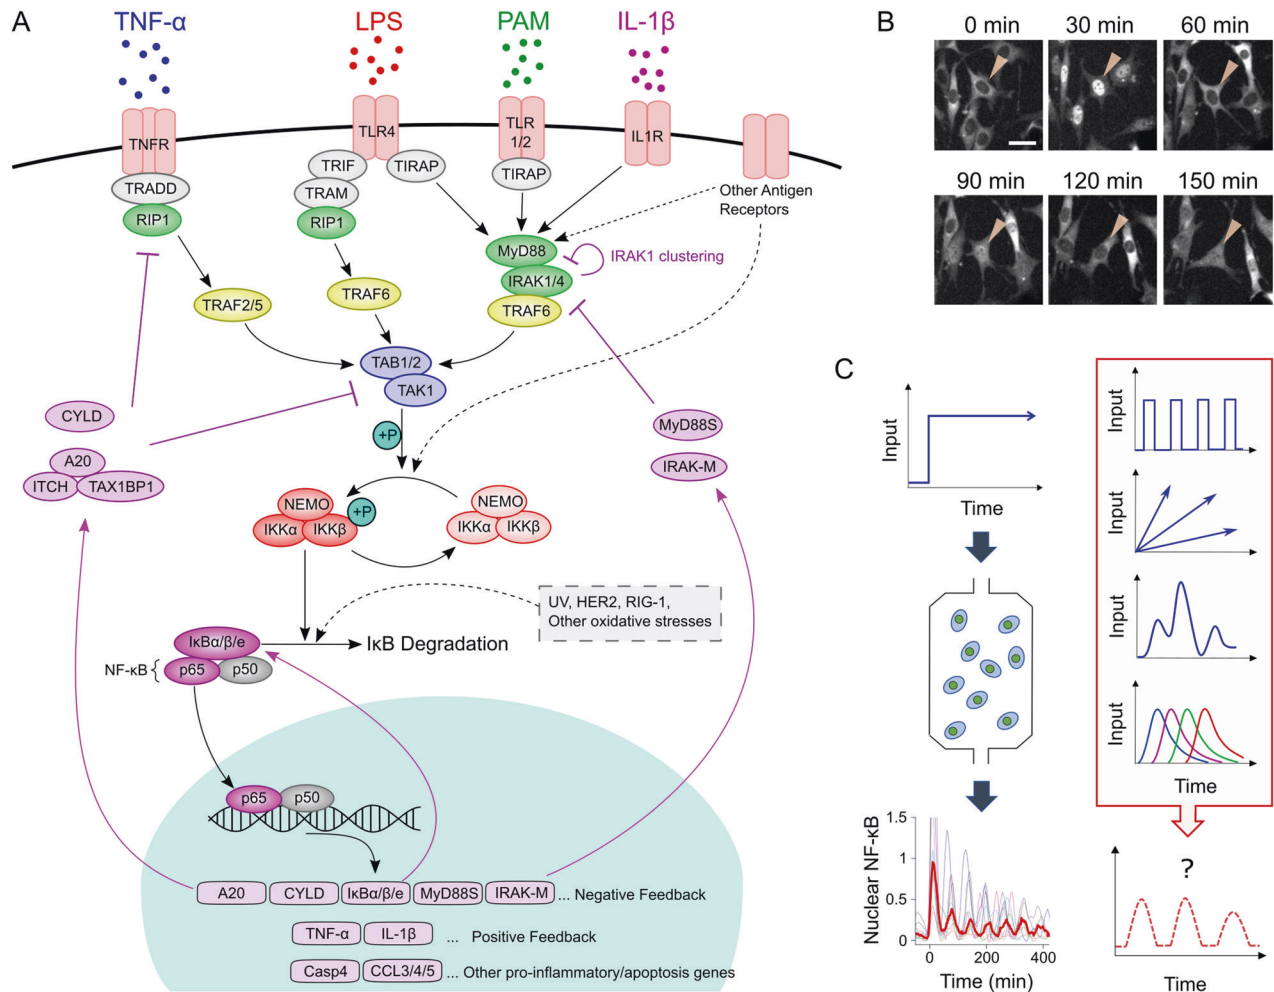 A
TNF-α
LPS
PAM
IL-1β
TNFR
TLR4
TLR
1/2
IL1R
TRADD
RIP1
TRIF
TRAM
RIP1
TIRAP
TIRAP
Other Antigen
Receptors
MyD88
IRAK1/4
TRAF6
IRAK1 clustering
TRAF2/5
TRAF6
TAB1/2
TAK1
CYLD
A20
ITCH
TAX1BP1
MyD88S
IRAK-M
+P
NEMO
IKKα
IKKβ
+P
NEMO
IKKα
IKKβ
UV, HER2, RIG-1,
Other oxidative stresses
IκBα/β/e
IκB Degradation
NF-κB {
p65
p50
p65
p50
A20
CYLD
IκBα/β/e
MyD88S
IRAK-M
... Negative Feedback
TNF-α
IL-1β
... Positive Feedback
Casp4
CCL3/4/5
... Other pro-inflammatory/apoptosis genes
B
0 min
30 min
60 min
90 min
120 min
150 min
C
Input
Time
Nuclear NF-κB
1.5
1
0.5
0
0
200
400
Time (min)
Input
Input
Input
Input
Time
?
Time